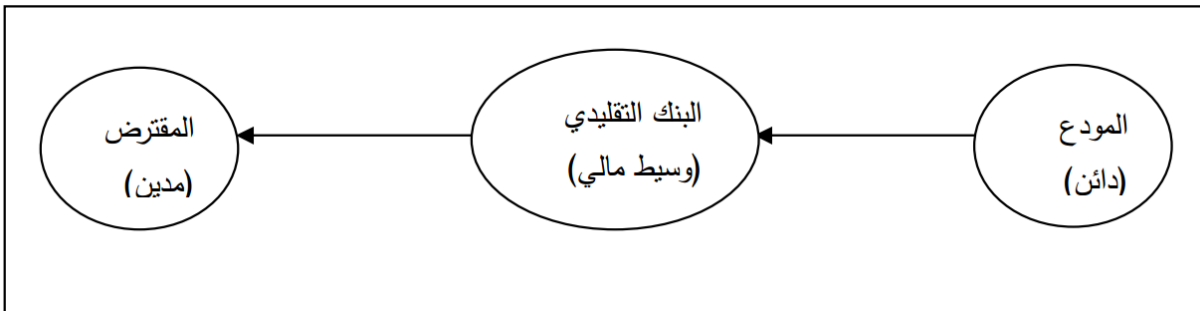 المودع
(دائن)
البنك التقليدي
(وسيط مالي)
المقترض
(مدين)